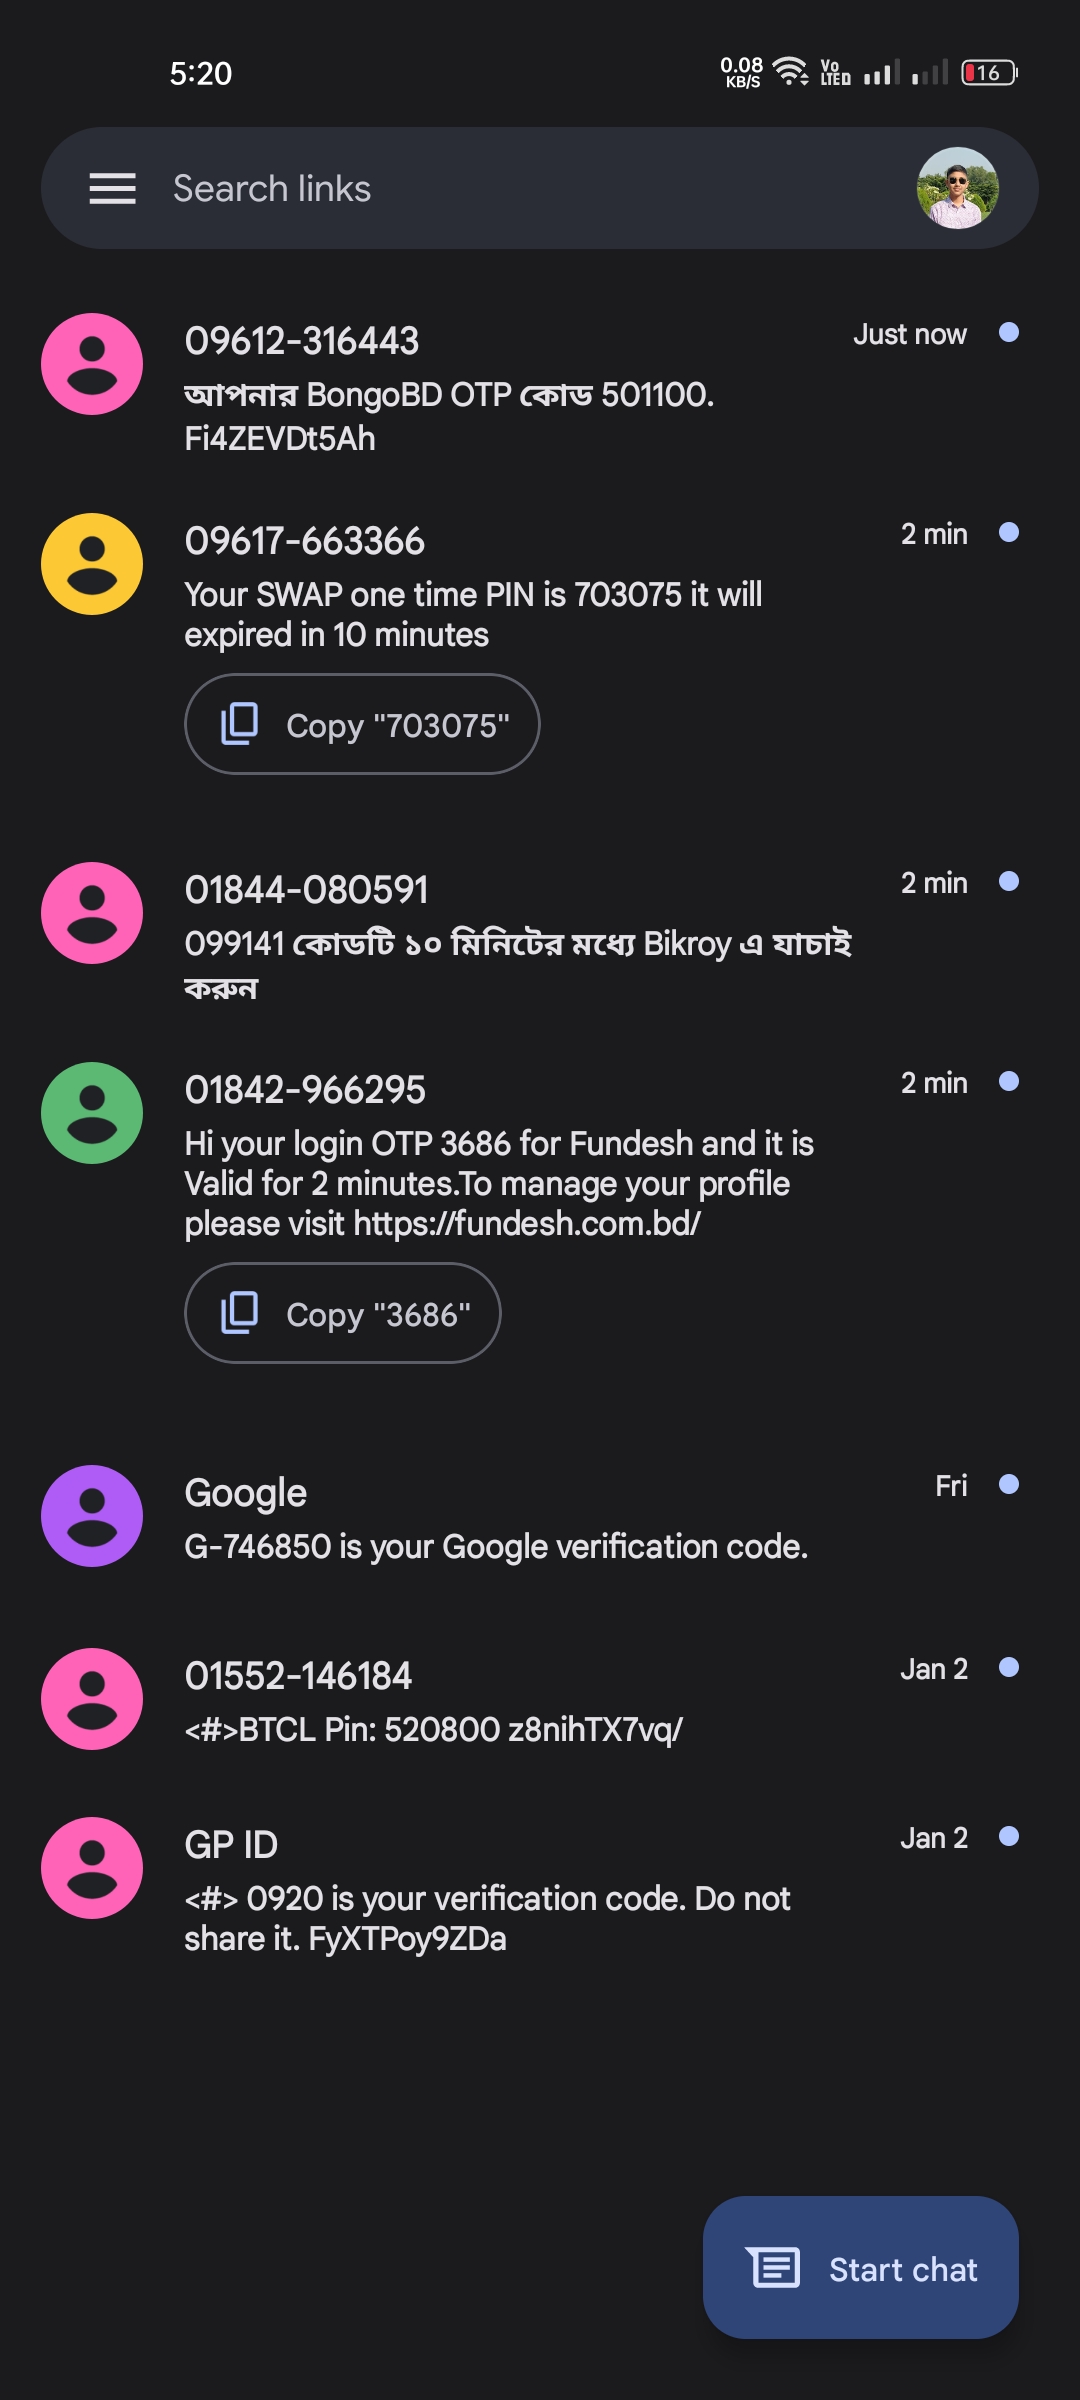 5:20
0.08
KB/S
Vo
LTE
16
Search links
09612-316443
Just now
আপনার BongoBD OTP কোড 501100.
Fi4ZEVDt5Ah
09617-663366
2 min
Your SWAP one time PIN is 703075 it will
expired in 10 minutes
Copy "703075"
01844-080591
2 min
099141 কোডটি ১০ মিনিটের মধ্যে Bikroy এ যাচাই
করুন
01842-966295
2 min
Hi your login OTP 3686 for Fundesh and it is
Valid for 2 minutes.To manage your profile
please visit https://fundesh.com.bd/
Copy "3686"
Google
Fri
G-746850 is your Google verification code.
01552-146184
Jan 2
<#>BTCL Pin: 520800 z8nihTX7vq/
GP ID
Jan 2
<#> 0920 is your verification code. Do not
share it. FyXTPoy9ZDa
Start chat